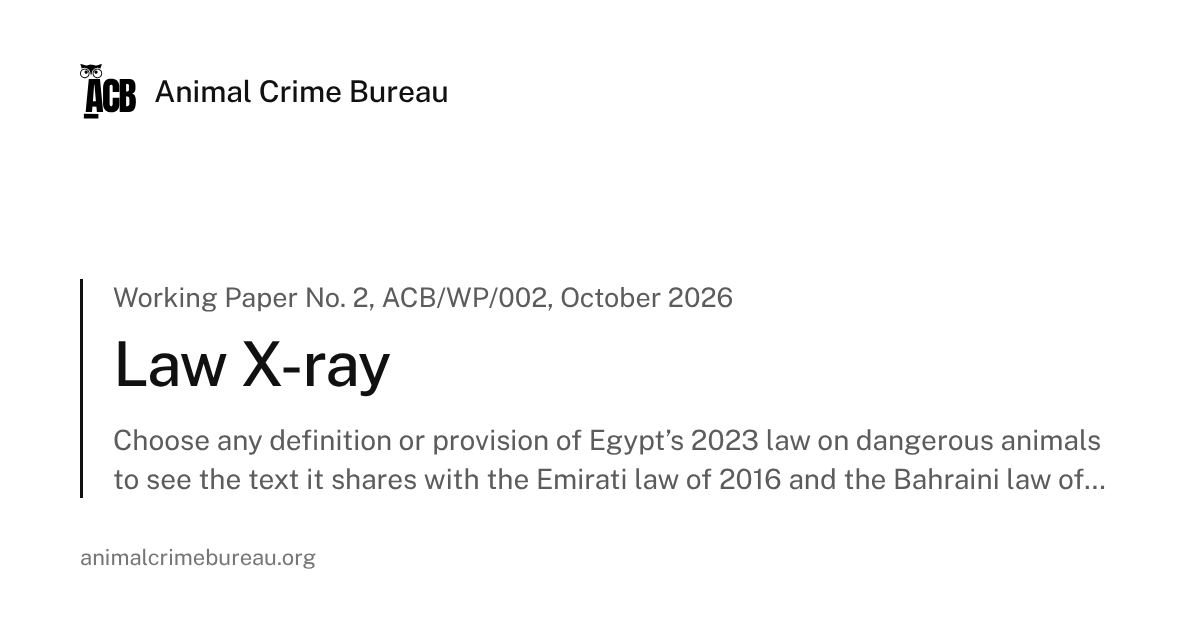 ACB Animal Crime Bureau
Working Paper No. 2, ACB/WP/002, October 2026
Law X-ray
Choose any definition or provision of Egypt’s 2023 law on dangerous animals
to see the text it shares with the Emirati law of 2016 and the Bahraini law of...
animalcrimebureau.org